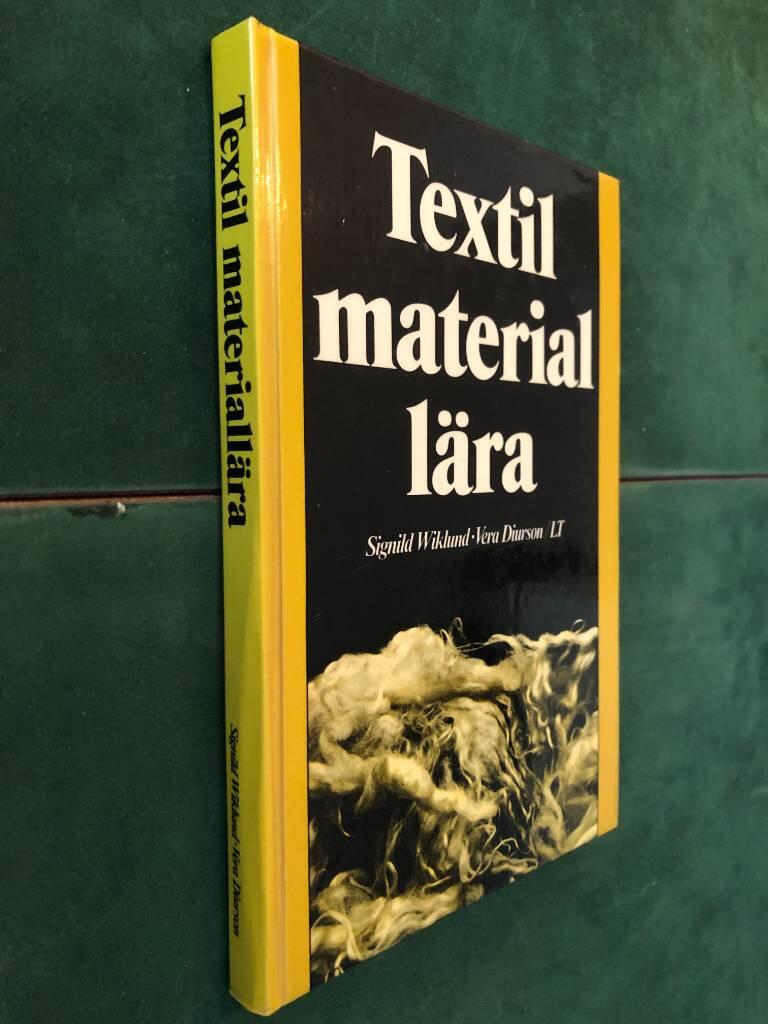 Textil materiallära
Signild Wiklund · Vera Diurson
Textil
material
lära
Signild Wiklund · Vera Diurson / LT